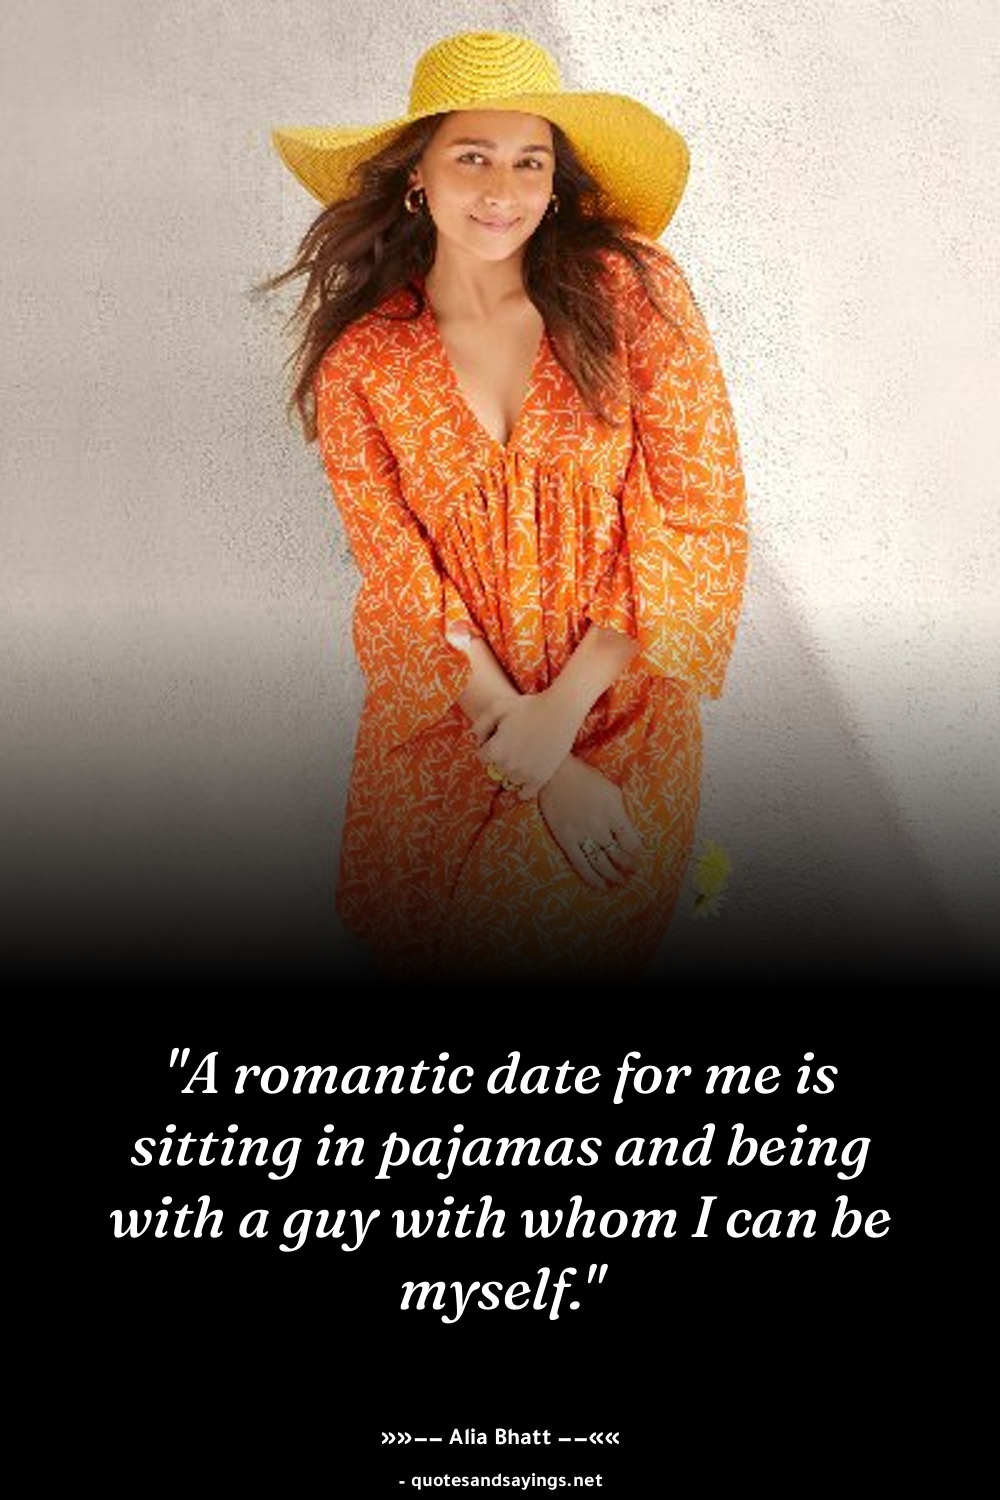 "A romantic date for me is
sitting in pajamas and being
with a guy with whom I can be
myself."
»»−− Alia Bhatt −−««
- quotesandsayings.net